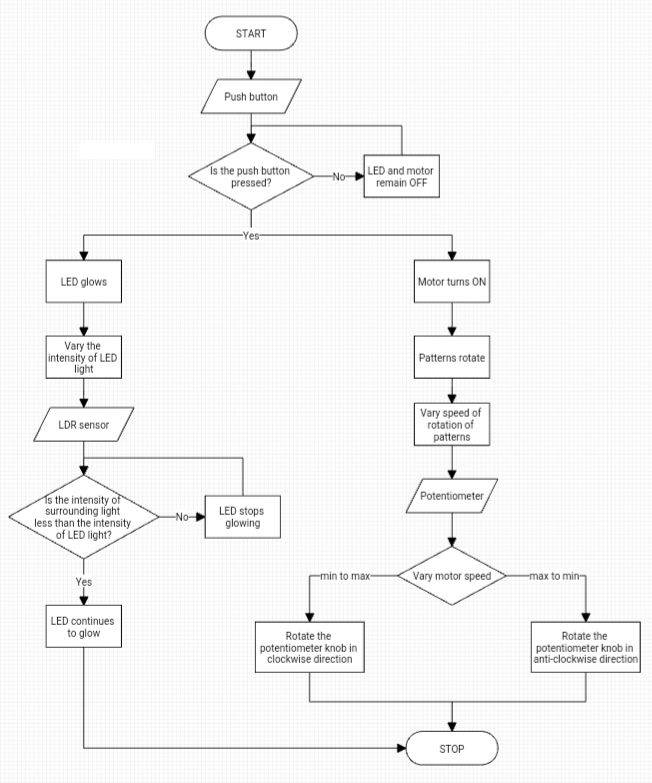 START
Push button
Is the push button
pressed?
No
LED and motor
remain OFF
Yes
LED glows
Motor turns ON
Vary the
intensity of LED
light
Patterns rotate
LDR sensor
Vary speed of
rotation of
patterns
Is the intensity of
surrounding light
less than the intensity
of LED light?
No
LED stops
glowing
Potentiometer
Yes
Vary motor speed
min to max
max to min
LED continues
to glow
Rotate the
potentiometer knob in
clockwise direction
Rotate the
potentiometer knob in
anti-clockwise direction
STOP